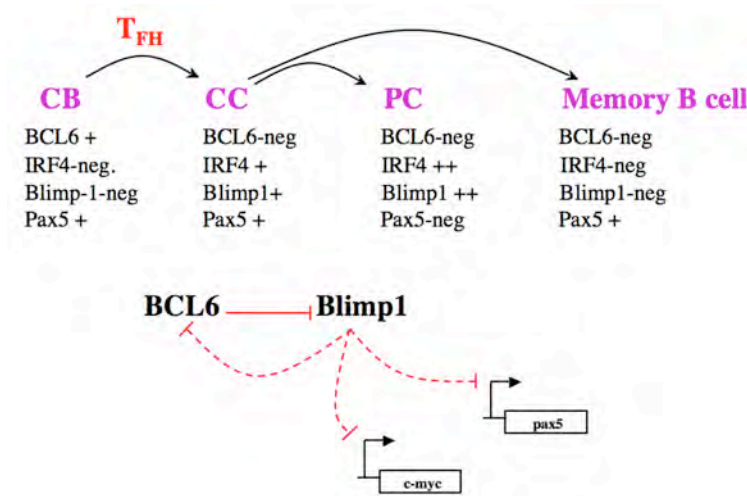 T_FH
CB CC PC Memory B cell
BCL6 + BCL6-neg BCL6-neg BCL6-neg
IRF4-neg. IRF4 + IRF4 ++ IRF4-neg
Blimp-1-neg Blimp1+ Blimp1 ++ Blimp1-neg
Pax5 + Pax5 + Pax5-neg Pax5 +
BCL6 Blimp1
pax5
c-myc